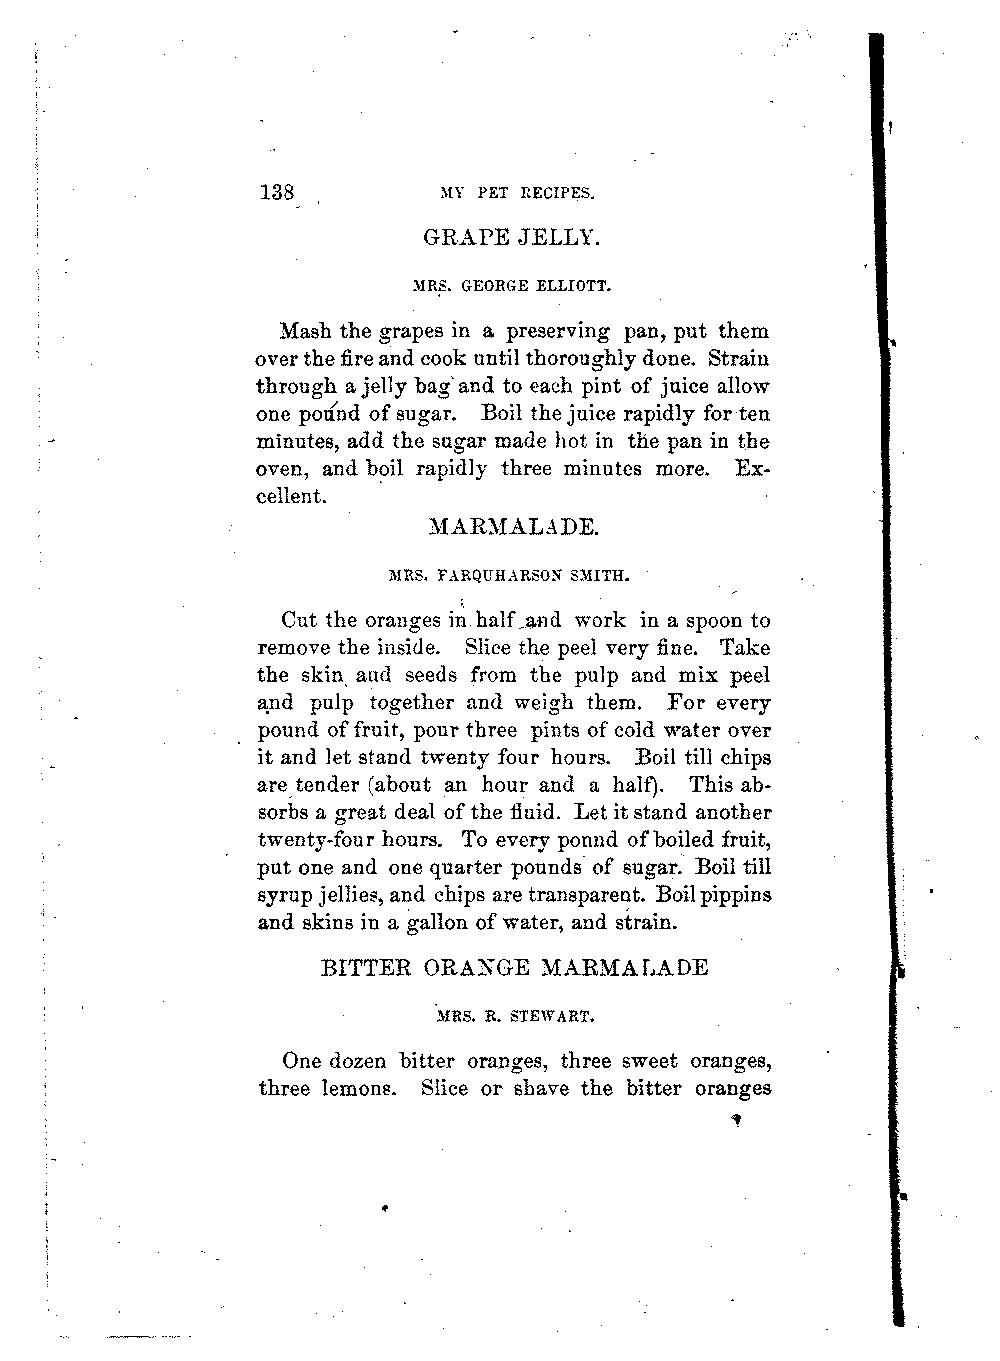 138 MY PET RECIPES.
GRAPE JELLY.
MRS. GEORGE ELLIOTT.
Mash the grapes in a preserving pan, put them
over the fire and cook until thoroughly done. Strain
through a jelly bag and to each pint of juice allow
one pound of sugar. Boil the juice rapidly for ten
minutes, add the sugar made hot in the pan in the
oven, and boil rapidly three minutes more. Ex-
cellent.
MARMALADE.
MRS. FARQUHARSON SMITH.
Cut the oranges in half and work in a spoon to
remove the inside. Slice the peel very fine. Take
the skin and seeds from the pulp and mix peel
and pulp together and weigh them. For every
pound of fruit, pour three pints of cold water over
it and let stand twenty four hours. Boil till chips
are tender (about an hour and a half). This ab-
sorbs a great deal of the fluid. Let it stand another
twenty-four hours. To every pound of boiled fruit,
put one and one quarter pounds of sugar. Boil till
syrup jellies, and chips are transparent. Boil pippins
and skins in a gallon of water, and strain.
BITTER ORANGE MARMALADE
MRS. R. STEWART.
One dozen bitter oranges, three sweet oranges,
three lemons. Slice or shave the bitter oranges